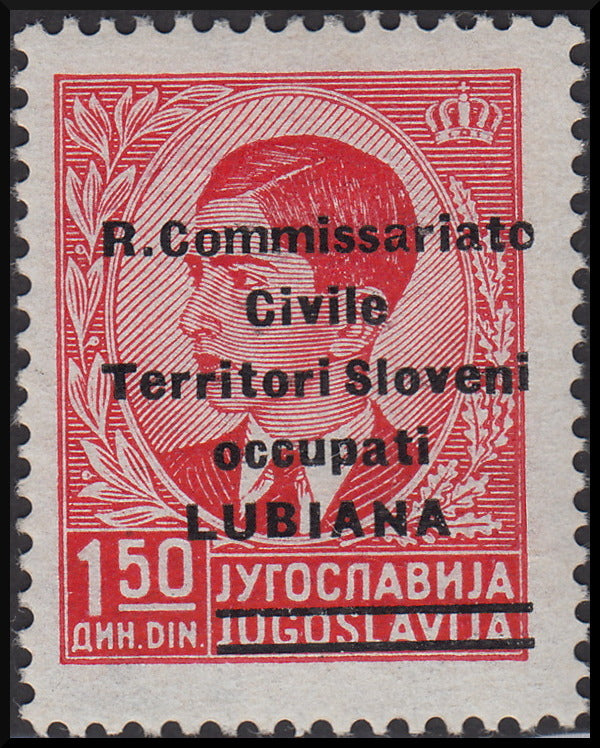 R.Commissariato
Civile
Territori Sloveni
occupati
LUBIANA
1 50
ДИН. DIN.
ЈУГОСЛАВИЈА
JUGOSLAVIJA